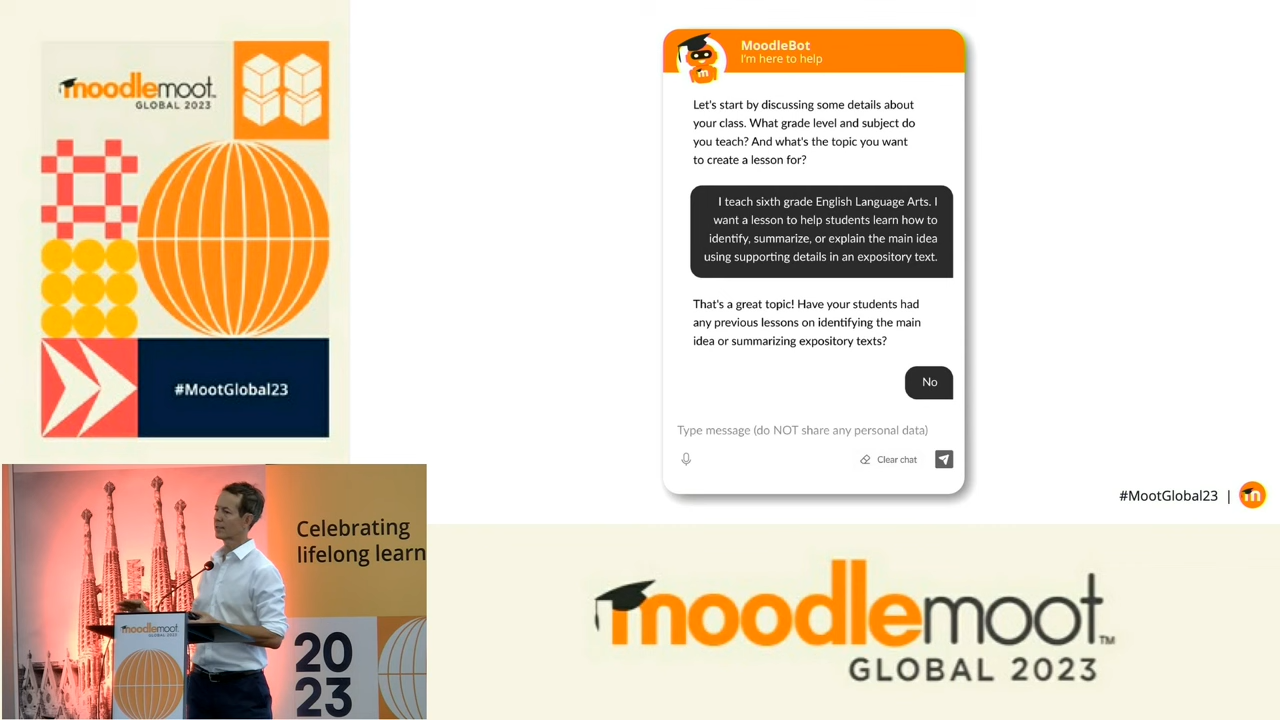 moodlemoot
GLOBAL 2023
#MootGlobal23
MoodleBot
I'm here to help
Let's start by discussing some details about
your class. What grade level and subject do
you teach? And what's the topic you want
to create a lesson for?
I teach sixth grade English Language Arts. I
want a lesson to help students learn how to
identify, summarize, or explain the main idea
using supporting details in an expository text.
That's a great topic! Have your students had
any previous lessons on identifying the main
idea or summarizing expository texts?
No
Type message (do NOT share any personal data)
Clear chat
#MootGlobal23 | m
Celebrating
lifelong learn
2023
moodlemoot
GLOBAL 2023
moodlemoot™
GLOBAL 2023